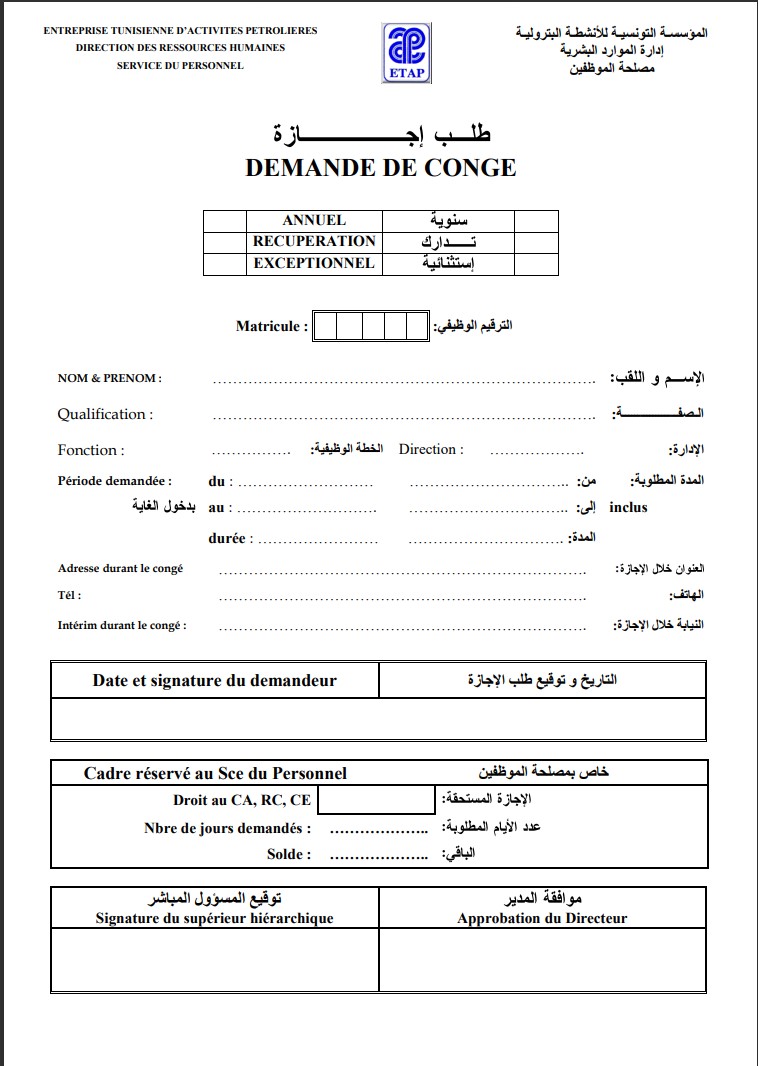 ENTREPRISE TUNISIENNE D'ACTIVITES PETROLIERES
DIRECTION DES RESSOURCES HUMAINES
SERVICE DU PERSONNEL
ETAP
المؤسسة التونسية للأنشطة البترولية
إدارة الموارد البشرية
مصلحة الموظفين
طلـــب إجـــــــــــــازة
DEMANDE DE CONGE
ANNUEL سنوية
RECUPERATION تـــدارك
EXCEPTIONNEL إستثنائية
Matricule : الترقيم الوظيفي:
NOM & PRENOM : ................................ الإســـم و اللقب:
Qualification : ................................ الـصفــــــــــــة:
Fonction : ................ الخطة الوظيفية: Direction : ................ الإدارة:
Période demandée : du : ................ ................ من: المدة المطلوبة:
بدخول الغاية au : ................ ................ إلى: inclus
durée : ................ ................ المدة:
Adresse durant le congé ................................ العنوان خلال الإجازة:
Tél : ................................ الهاتف:
Intérim durant le congé : ................................ النيابة خلال الإجازة:
Date et signature du demandeur التاريخ و توقيع طلب الإجازة
Cadre réservé au Sce du Personnel خاص بمصلحة الموظفين
Droit au CA, RC, CE الإجازة المستحقة:
Nbre de jours demandés : .................... عدد الأيام المطلوبة:
Solde : .................... الباقي:
توقيع المسؤول المباشر موافقة المدير
Signature du supérieur hiérarchique Approbation du Directeur